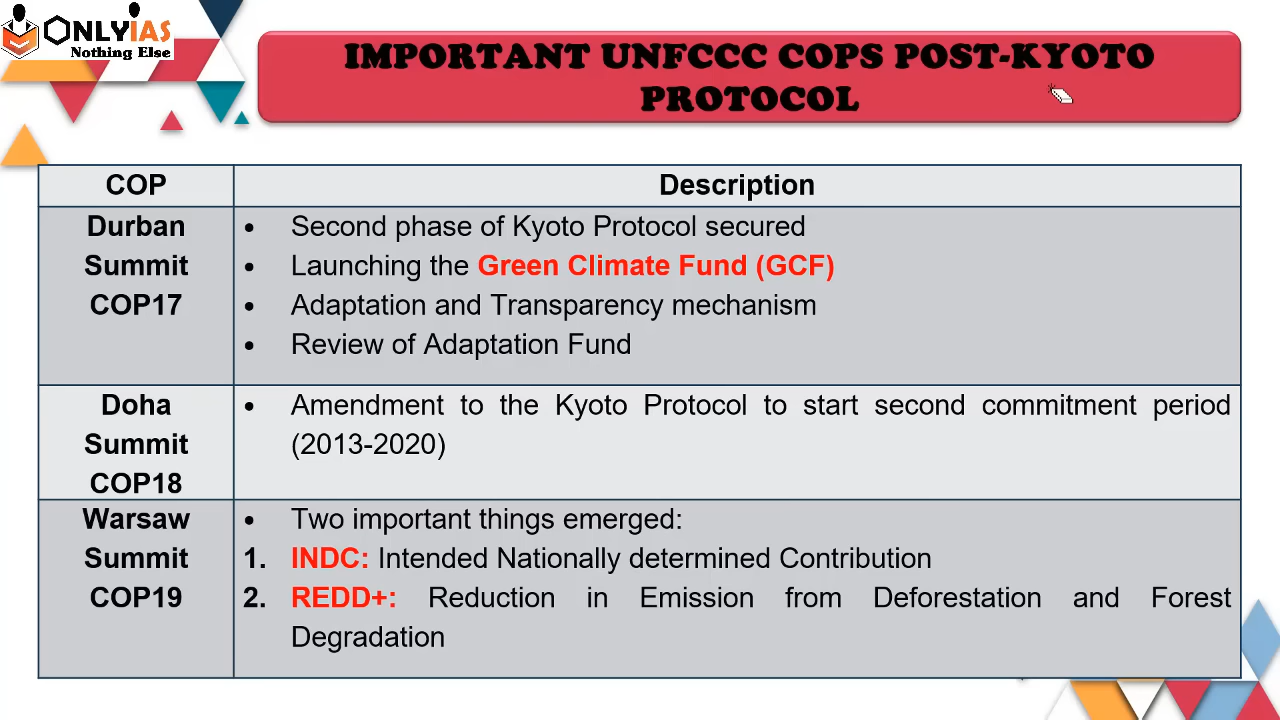 ONLYIAS
Nothing Else
IMPORTANT UNFCCC COPS POST-KYOTO
PROTOCOL
COP
Description
Durban
Summit
COP17
• Second phase of Kyoto Protocol secured
• Launching the Green Climate Fund (GCF)
• Adaptation and Transparency mechanism
• Review of Adaptation Fund
Doha
Summit
COP18
• Amendment to the Kyoto Protocol to start second commitment period
(2013-2020)
Warsaw
Summit
COP19
• Two important things emerged:
1. INDC: Intended Nationally determined Contribution
2. REDD+: Reduction in Emission from Deforestation and Forest
Degradation